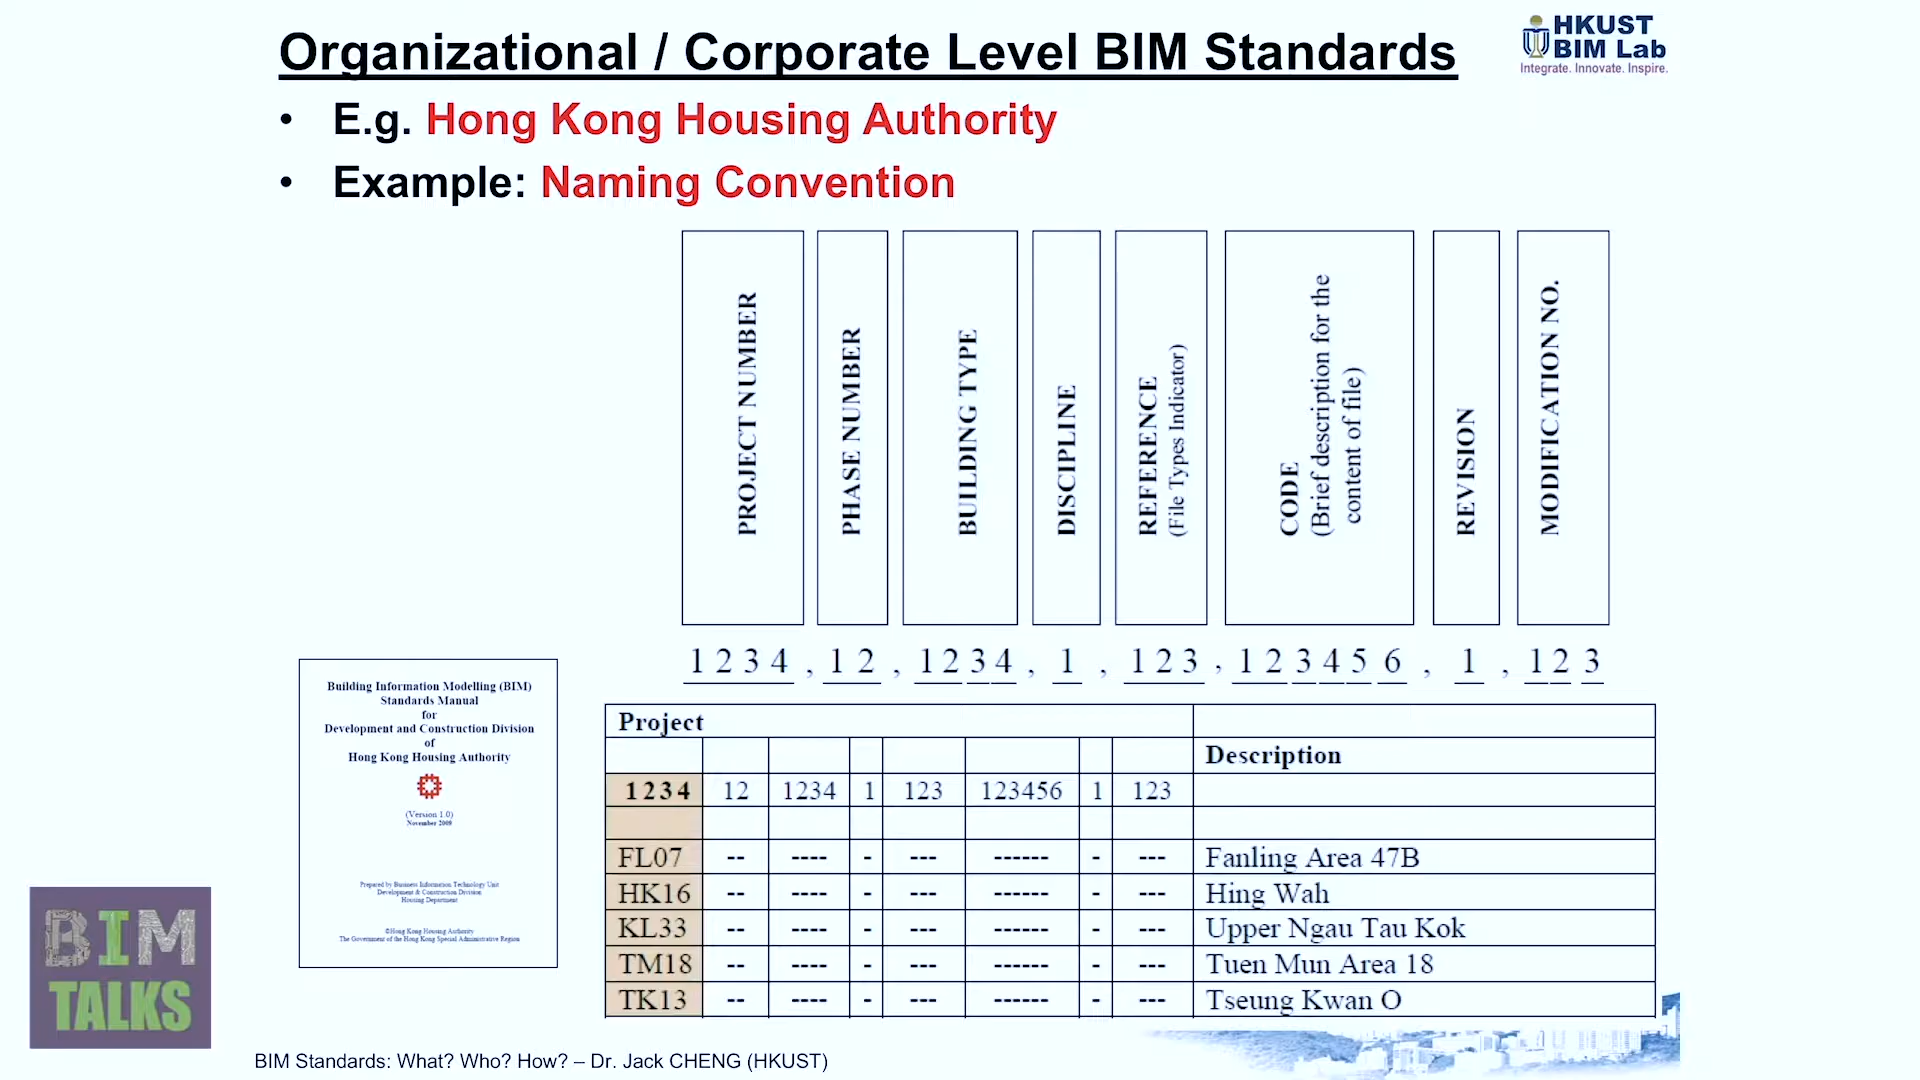 Organizational / Corporate Level BIM Standards
HKUST
BIM Lab
Integrate. Innovate. Inspire.
• E.g. Hong Kong Housing Authority
• Example: Naming Convention
PROJECT NUMBER
PHASE NUMBER
BUILDING TYPE
DISCIPLINE
REFERENCE
(File Types Indicator)
CODE
(Brief description for the
content of file)
REVISION
MODIFICATION NO.
1 2 3 4 , 1 2 , 1 2 3 4 , 1 , 1 2 3 , 1 2 3 4 5 6 , 1 , 1 2 3
Building Information Modelling (BIM)
Standards Manual
for
Development and Construction Division
of
Hong Kong Housing Authority
(Version 1.0)
November 2009
Prepared by Business Information Technology Unit
Development & Construction Division
Housing Department
©Hong Kong Housing Authority
The Government of the Hong Kong Special Administrative Region
Project
Description
1234 12 1234 1 123 123456 1 123
FL07 -- ---- - --- ------ - --- Fanling Area 47B
HK16 -- ---- - --- ------ - --- Hing Wah
KL33 -- ---- - --- ------ - --- Upper Ngau Tau Kok
TM18 -- ---- - --- ------ - --- Tuen Mun Area 18
TK13 -- ---- - --- ------ - --- Tseung Kwan O
BIM
TALKS
BIM Standards: What? Who? How? – Dr. Jack CHENG (HKUST)